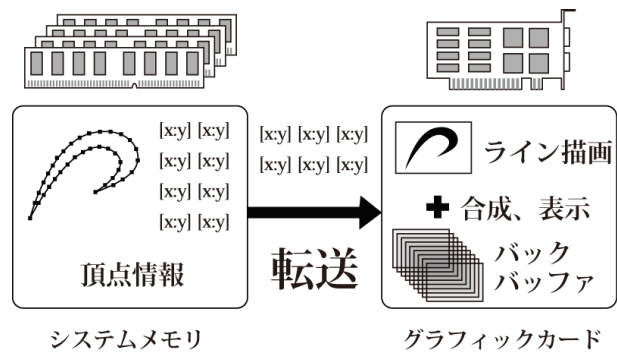 [x:y] [x:y]
[x:y] [x:y]
[x:y] [x:y]
[x:y] [x:y]
頂点情報
システムメモリ
[x:y] [x:y] [x:y]
[x:y] [x:y] [x:y]
転送
ライン描画
合成、表示
バック
バッファ
グラフィックカード